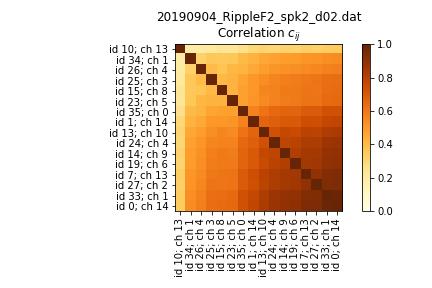 20190904_RippleF2_spk2_d02.dat
Correlation c_{ij}
id 10; ch 13
id 34; ch 1
id 26; ch 4
id 25; ch 3
id 15; ch 8
id 23; ch 5
id 35; ch 0
id 1; ch 14
id 13; ch 10
id 24; ch 4
id 14; ch 9
id 19; ch 6
id 7; ch 13
id 27; ch 2
id 33; ch 1
id 0; ch 14
1.0
0.8
0.6
0.4
0.2
0.0
id 10; ch 13
id 34; ch 1
id 26; ch 4
id 25; ch 3
id 15; ch 8
id 23; ch 5
id 35; ch 0
id 1; ch 14
id 13; ch 10
id 24; ch 4
id 14; ch 9
id 19; ch 6
id 7; ch 13
id 27; ch 2
id 33; ch 1
id 0; ch 14